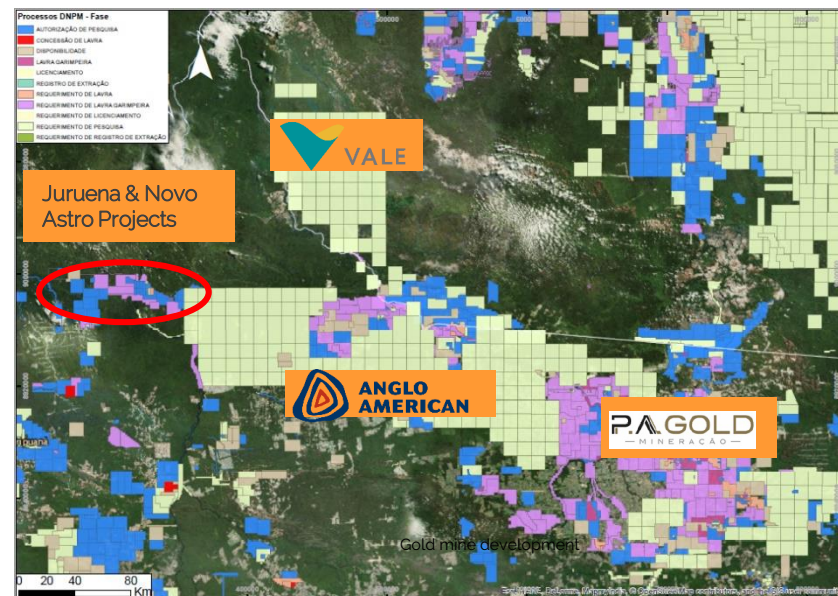 Processos DNPM - Fase
AUTORIZAÇÃO DE PESQUISA
CONCESSÃO DE LAVRA
DISPONIBILIDADE
LAVRA GARIMPEIRA
LICENCIAMENTO
REGISTRO DE EXTRAÇÃO
REQUERIMENTO DE LAVRA
REQUERIMENTO DE LAVRA GARIMPEIRA
REQUERIMENTO DE LICENCIAMENTO
REQUERIMENTO DE PESQUISA
REQUERIMENTO DE REGISTRO DE EXTRAÇÃO
VALE
Juruena & Novo
Astro Projects
ANGLO
AMERICAN
P.A.GOLD
MINERAÇÃO
Gold mine development
0 20 40 80
Km